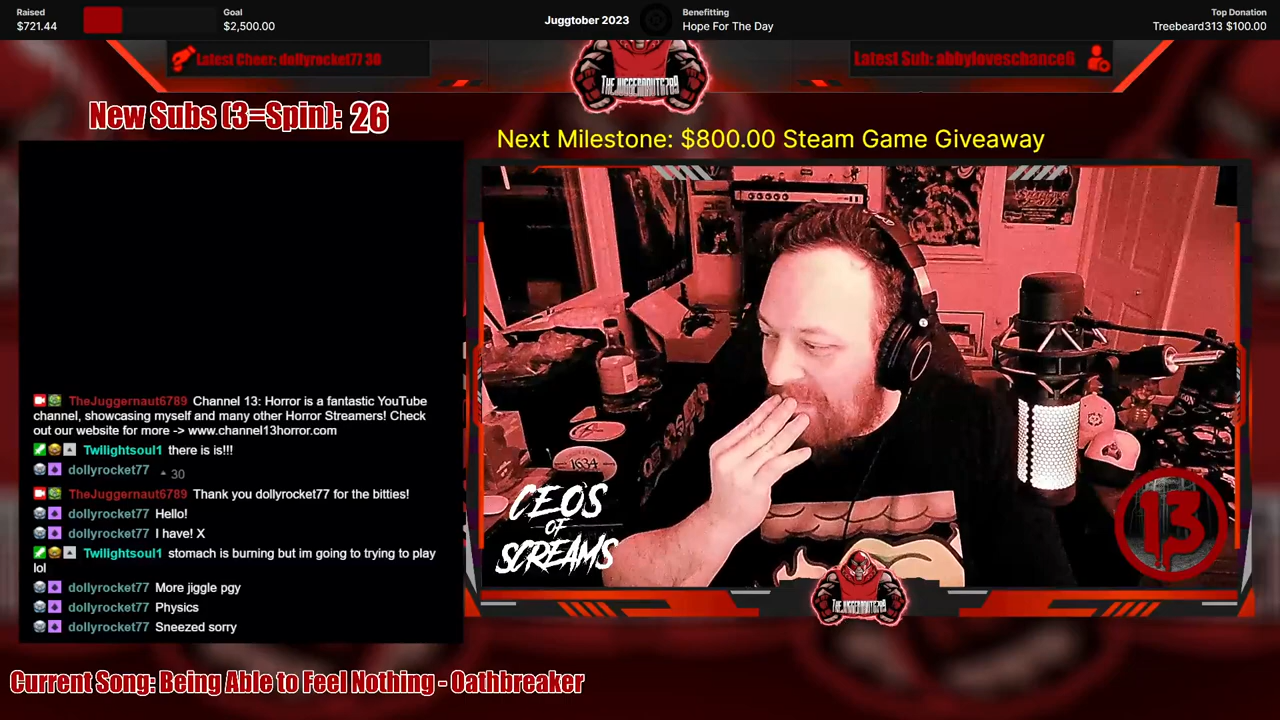 Raised
$721.44
Goal
$2,500.00
Juggtober 2023
Benefitting
Hope For The Day
Top Donation
Treebeard313 $100.00
Latest Cheer: dollyrocket77 30
THEJUGGERNAUT6789
Latest Sub: abbyloveschanceG
New Subs (3=Spin): 26
Next Milestone: $800.00 Steam Game Giveaway
TheJuggernaut6789 Channel 13: Horror is a fantastic YouTube
channel, showcasing myself and many other Horror Streamers! Check
out our website for more -> www.channel13horror.com
Twilightsoul1 there is is!!!
dollyrocket77 30
TheJuggernaut6789 Thank you dollyrocket77 for the bitties!
dollyrocket77 Hello!
dollyrocket77 I have! X
Twilightsoul1 stomach is burning but im going to trying to play
lol
dollyrocket77 More jiggle pgy
dollyrocket77 Physics
dollyrocket77 Sneezed sorry
1634
CEO'S
OF
SCREAMS
13
THEJUGGERNAUT6789
Current Song: Being Able to Feel Nothing - Oathbreaker